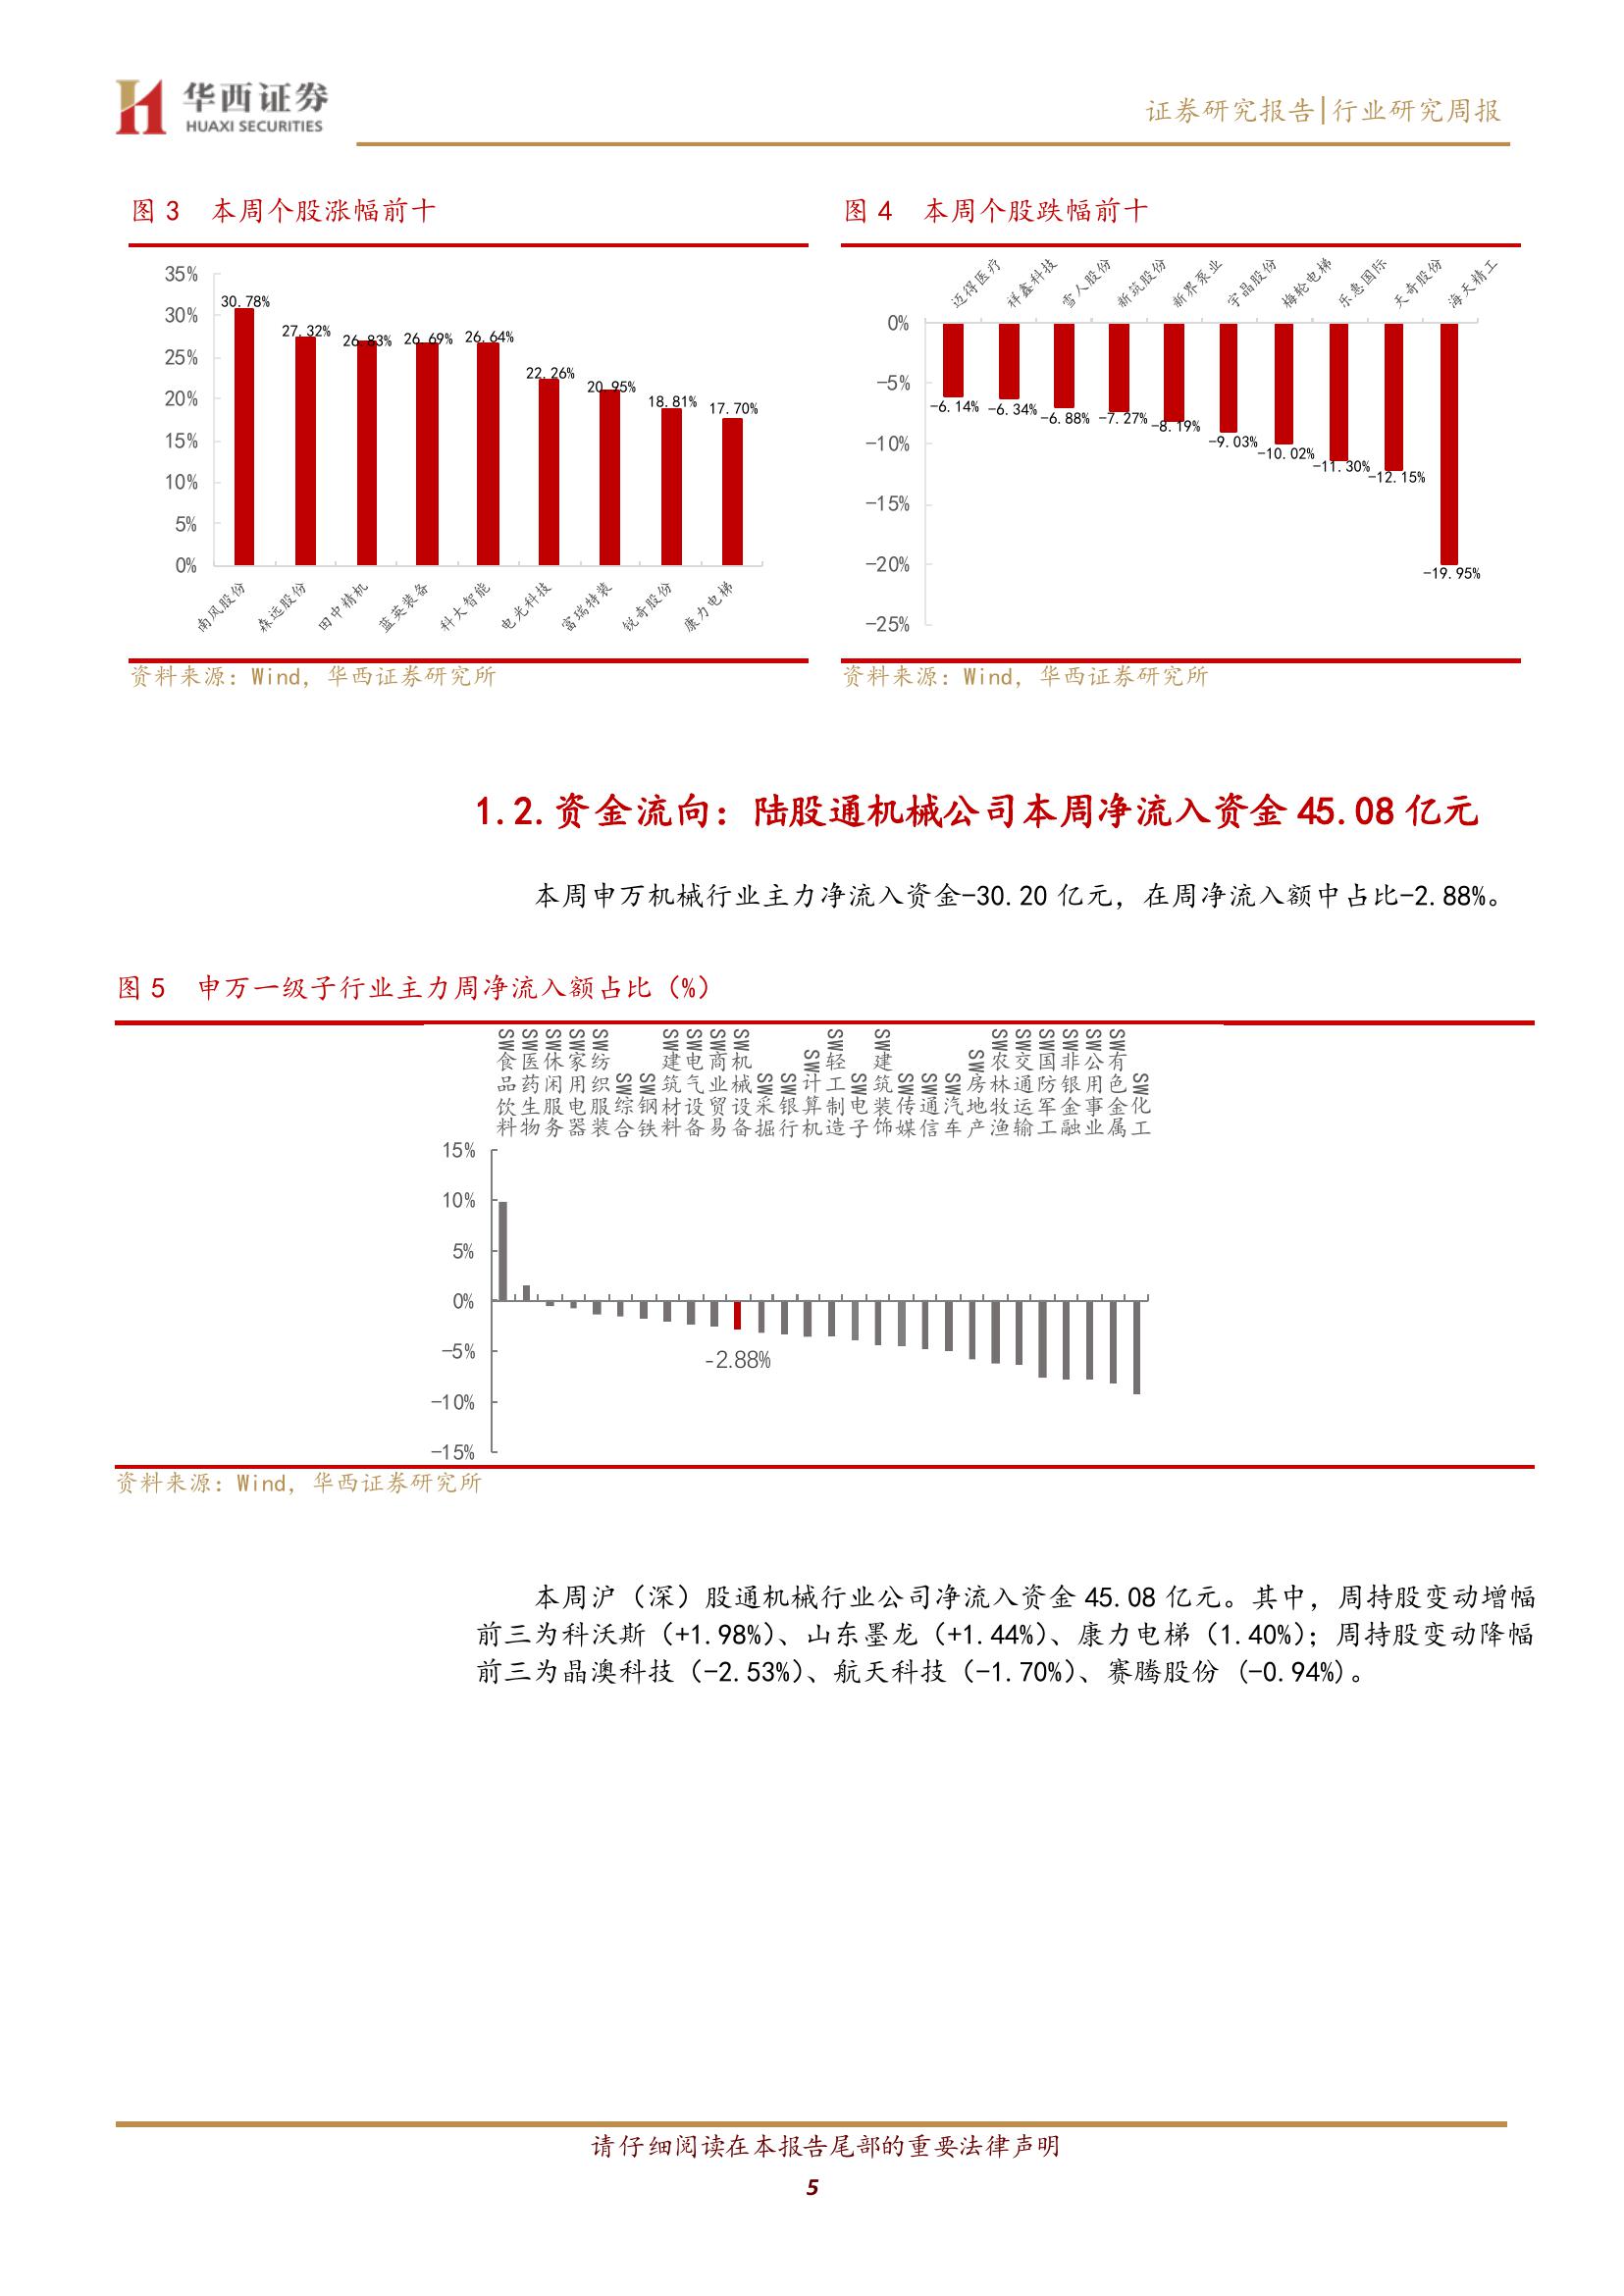 华西证券
HUAXI SECURITIES
证券研究报告|行业研究周报
图 3 本周个股涨幅前十
35%
30%
25%
20%
15%
10%
5%
0%
30.78%
27.32%
26.83%
26.69%
26.64%
22.26%
20.95%
18.81%
17.70%
南风股份
森远股份
田中精机
蓝英装备
科大智能
电光科技
富瑞特装
锐奇股份
康力电梯
资料来源：Wind，华西证券研究所
图 4 本周个股跌幅前十
迈得医疗
祥鑫科技
雪人股份
新筑股份
新界泵业
宇晶股份
梅轮电梯
乐惠国际
天奇股份
海天精工
0%
-5%
-10%
-15%
-20%
-25%
-6.14%
-6.34%
-6.88%
-7.27%
-8.19%
-9.03%
-10.02%
-11.30%
-12.15%
-19.95%
资料来源：Wind，华西证券研究所
1.2.资金流向：陆股通机械公司本周净流入资金 45.08 亿元
本周申万机械行业主力净流入资金-30.20 亿元，在周净流入额中占比-2.88%。
图 5 申万一级子行业主力周净流入额占比（%）
SW食品饮料
SW医药生物
SW休闲服务
SW家用电器
SW纺织服装
SW综合
SW钢铁
SW建筑材料
SW电气设备
SW商业贸易
SW机械设备
SW采掘
SW银行
SW计算机
SW轻工制造
SW电子
SW建筑装饰
SW传媒
SW通信
SW汽车
SW房地产
SW农林牧渔
SW交通运输
SW国防军工
SW非银金融
SW公用事业
SW有色金属
SW化工
15%
10%
5%
0%
-5%
-10%
-15%
-2.88%
资料来源：Wind，华西证券研究所
本周沪（深）股通机械行业公司净流入资金 45.08 亿元。其中，周持股变动增幅
前三为科沃斯（+1.98%）、山东墨龙（+1.44%）、康力电梯（1.40%）；周持股变动降幅
前三为晶澳科技（-2.53%）、航天科技（-1.70%）、赛腾股份 (-0.94%)。
请仔细阅读在本报告尾部的重要法律声明
5